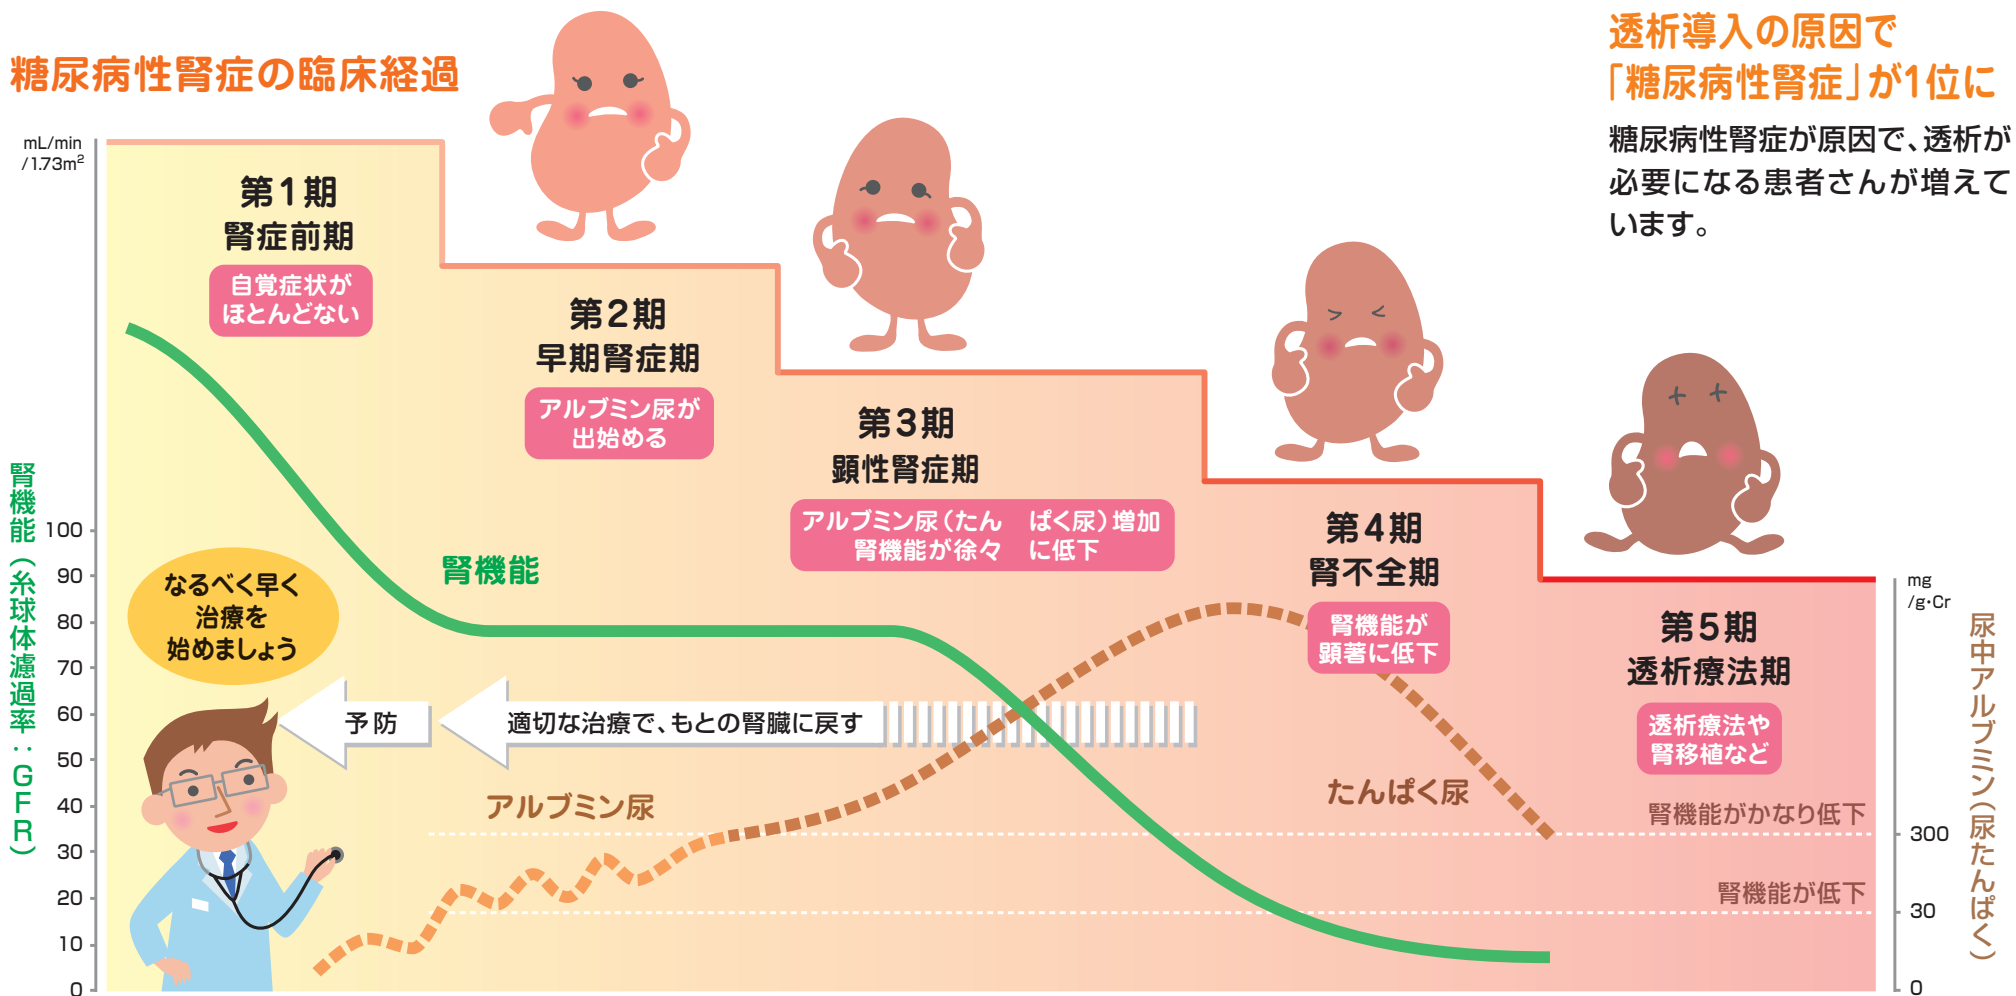 糖尿病性腎症の臨床経過
透析導入の原因で
「糖尿病性腎症」が1位に
糖尿病性腎症が原因で、透析が
必要になる患者さんが増えて
います。
mL/min
/1.73m²
第1期
腎症前期
自覚症状が
ほとんどない
第2期
早期腎症期
アルブミン尿が
出始める
第3期
顕性腎症期
アルブミン尿（たん ぱく尿）増加
腎機能が徐々 に低下
第4期
腎不全期
腎機能が
顕著に低下
第5期
透析療法期
透析療法や
腎移植など
腎機能（糸球体濾過率：GFR）
100
90
80
70
60
50
40
30
20
10
0
なるべく早く
治療を
始めましょう
腎機能
予防
適切な治療で、もとの腎臓に戻す
アルブミン尿
たんぱく尿
腎機能がかなり低下
腎機能が低下
mg
/g·Cr
300
30
0
尿中アルブミン（尿たんぱく）